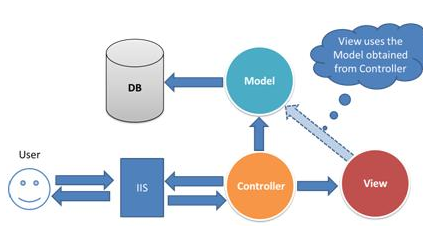 View uses the
Model obtained
from Controller
DB
Model
User
IIS
Controller
View